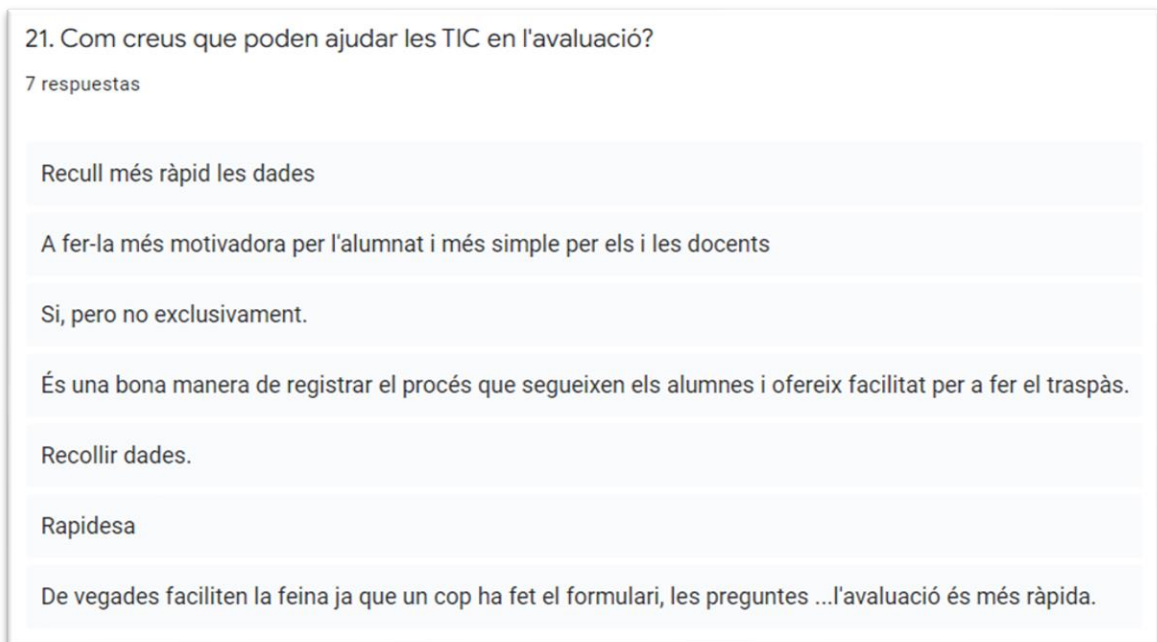 21. Com creus que poden ajudar les TIC en l'avaluació?
7 respuestas
Recull més ràpid les dades
A fer-la més motivadora per l'alumnat i més simple per els i les docents
Si, pero no exclusivament.
És una bona manera de registrar el procés que segueixen els alumnes i ofereix facilitat per a fer el traspàs.
Recollir dades.
Rapidesa
De vegades faciliten la feina ja que un cop ha fet el formulari, les preguntes ...l'avaluació és més ràpida.